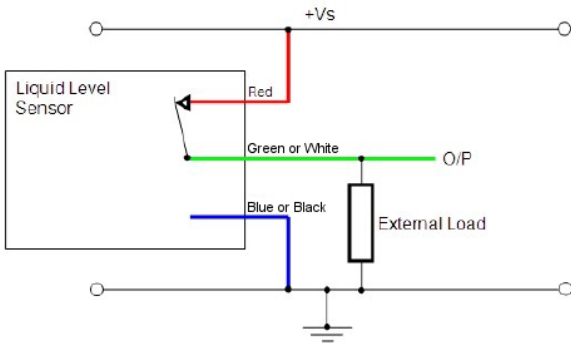 +Vs
Liquid Level
Sensor
Red
Green or White
O/P
Blue or Black
External Load